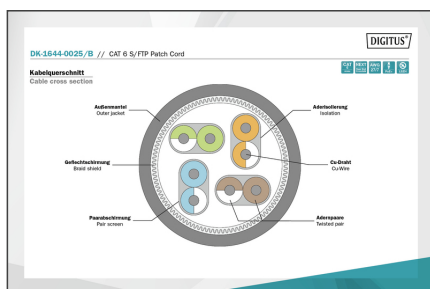 DIGITUS®
DK-1644-0025/B // CAT 6 S/FTP Patch Cord
Kabelquerschnitt
Cable cross section
Außenmantel
Outer jacket
Aderisolierung
Isolation
Geflechtschirmung
Braid shield
Cu-Draht
Cu-Wire
Paarabschirmung
Pair screen
Adernpaare
Twisted pair